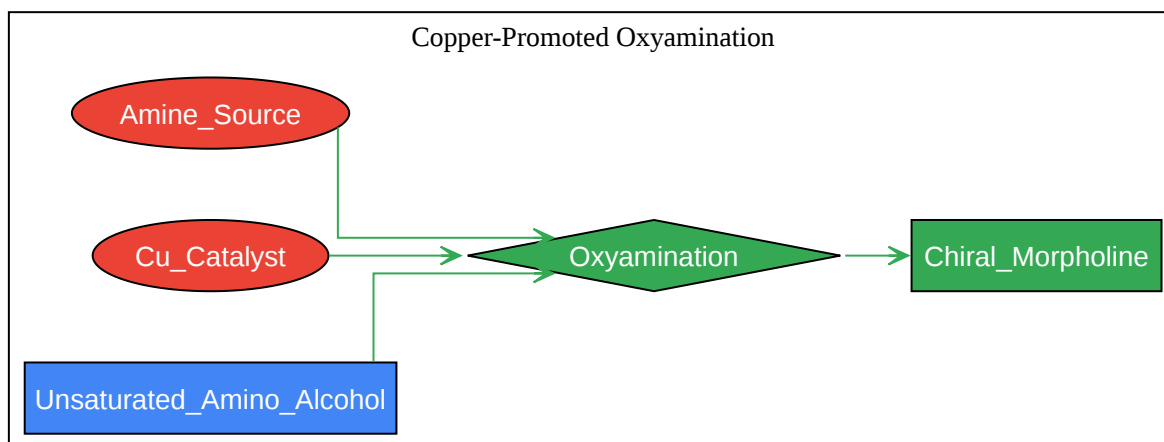 Copper-Promoted Oxyamination
Amine_Source
Cu_Catalyst
Oxyamination
Chiral_Morpholine
Unsaturated_Amino_Alcohol